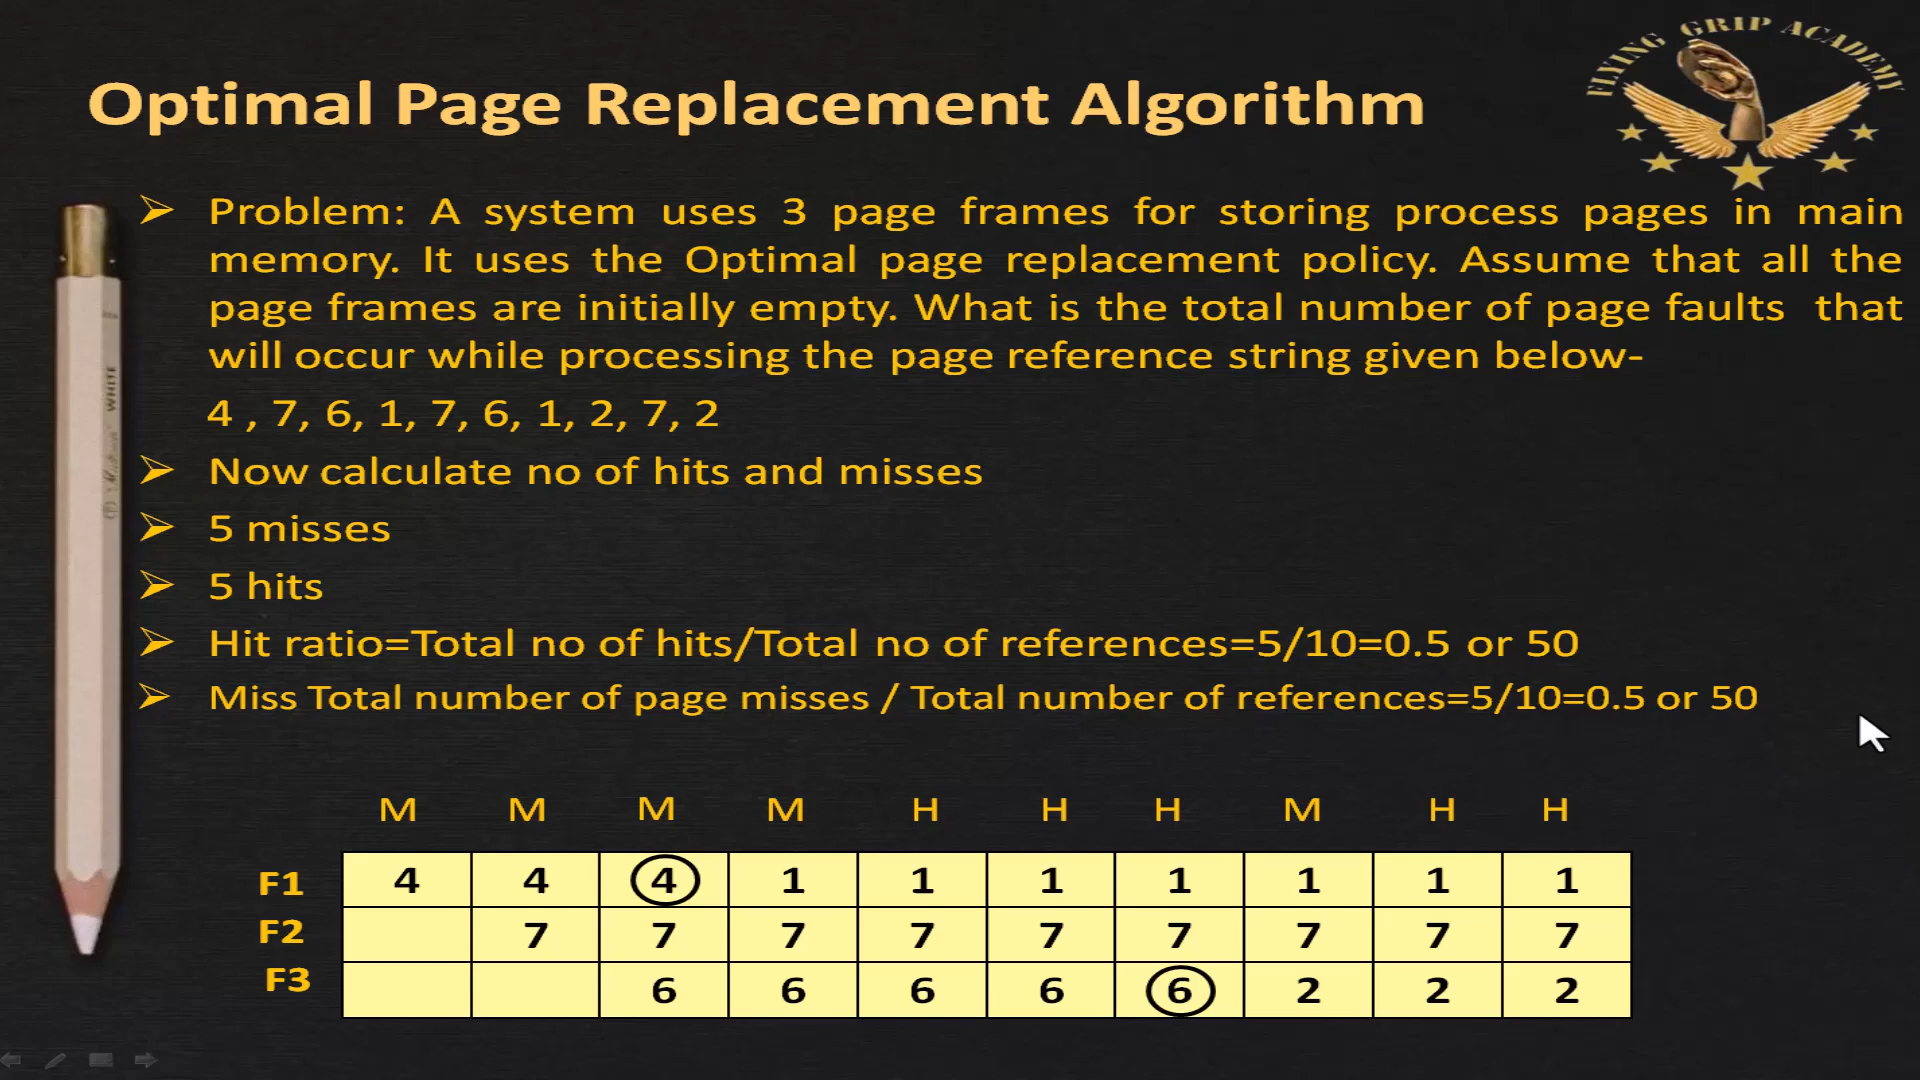 FLYING GRIP ACADEMY
Optimal Page Replacement Algorithm
Problem: A system uses 3 page frames for storing process pages in main
memory. It uses the Optimal page replacement policy. Assume that all the
page frames are initially empty. What is the total number of page faults that
will occur while processing the page reference string given below-
4 , 7, 6, 1, 7, 6, 1, 2, 7, 2
Now calculate no of hits and misses
5 misses
5 hits
Hit ratio=Total no of hits/Total no of references=5/10=0.5 or 50
Miss Total number of page misses / Total number of references=5/10=0.5 or 50
WHITE
M M M M H H H M H H
F1 4 4 4 1 1 1 1 1 1 1
F2 7 7 7 7 7 7 7 7 7
F3 6 6 6 6 6 2 2 2